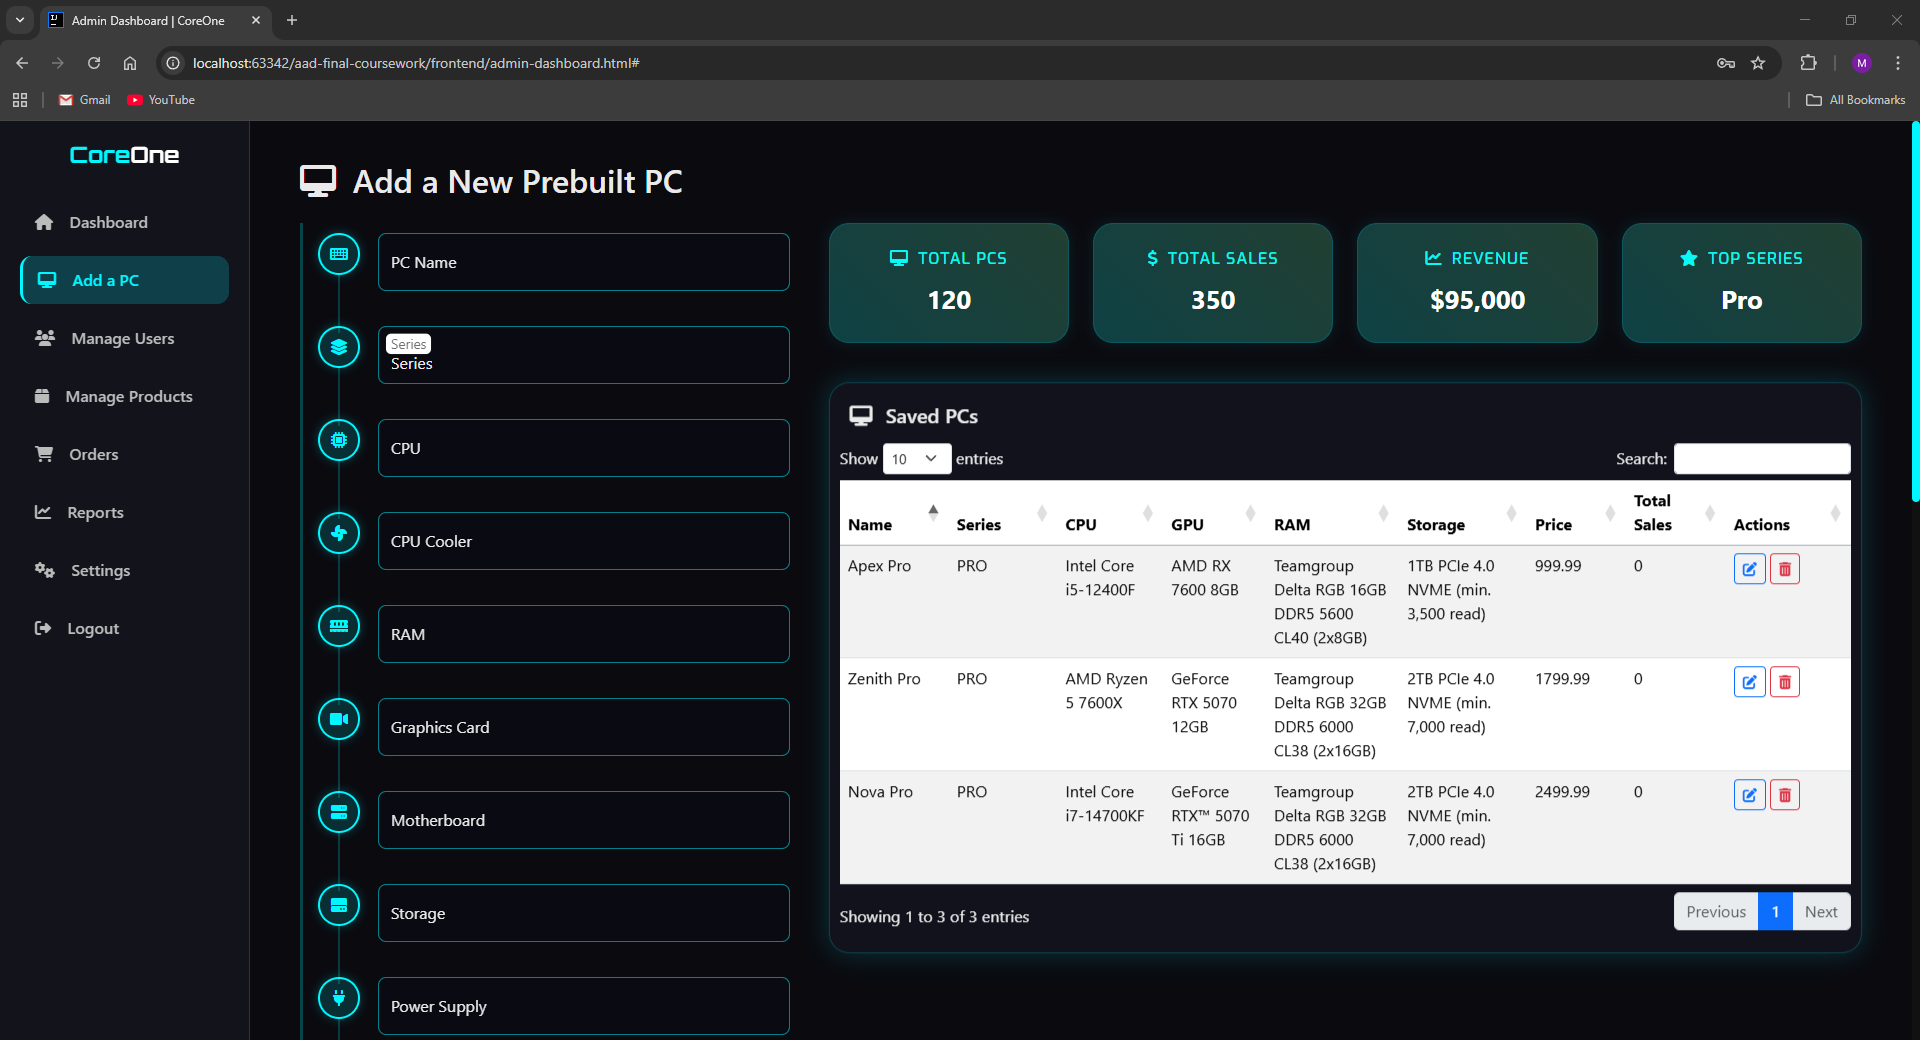 Admin Dashboard | CoreOne
localhost:63342/aad-final-coursework/frontend/admin-dashboard.html#
M
Gmail
YouTube
All Bookmarks
CoreOne
Dashboard
Add a PC
Manage Users
Manage Products
Orders
Reports
Settings
Logout
Add a New Prebuilt PC
PC Name
Series
Series
CPU
CPU Cooler
RAM
Graphics Card
Motherboard
Storage
Power Supply
TOTAL PCS
120
TOTAL SALES
350
REVENUE
$95,000
TOP SERIES
Pro
Saved PCs
Show 10 entries
Search:
Name Series CPU GPU RAM Storage Price Total Sales Actions
Apex Pro PRO Intel Core AMD RX Teamgroup 1TB PCIe 4.0 999.99 0
i5-12400F 7600 8GB Delta RGB 16GB NVME (min.
DDR5 5600 3,500 read)
CL40 (2x8GB)
Zenith Pro PRO AMD Ryzen GeForce Teamgroup 2TB PCIe 4.0 1799.99 0
5 7600X RTX 5070 Delta RGB 32GB NVME (min.
12GB DDR5 6000 7,000 read)
CL38 (2x16GB)
Nova Pro PRO Intel Core GeForce Teamgroup 2TB PCIe 4.0 2499.99 0
i7-14700KF RTX™ 5070 Delta RGB 32GB NVME (min.
Ti 16GB DDR5 6000 7,000 read)
CL38 (2x16GB)
Showing 1 to 3 of 3 entries
Previous 1 Next